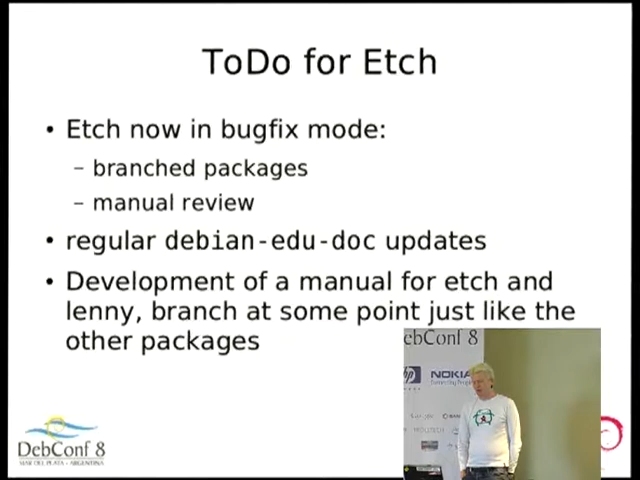 ToDo for Etch
• Etch now in bugfix mode:
– branched packages
– manual review
• regular debian-edu-doc updates
• Development of a manual for etch and
lenny, branch at some point just like the
other packages
ebConf 8
hp
NOKIA
DebConf 8
MAR DEL PLATA - ARGENTINA